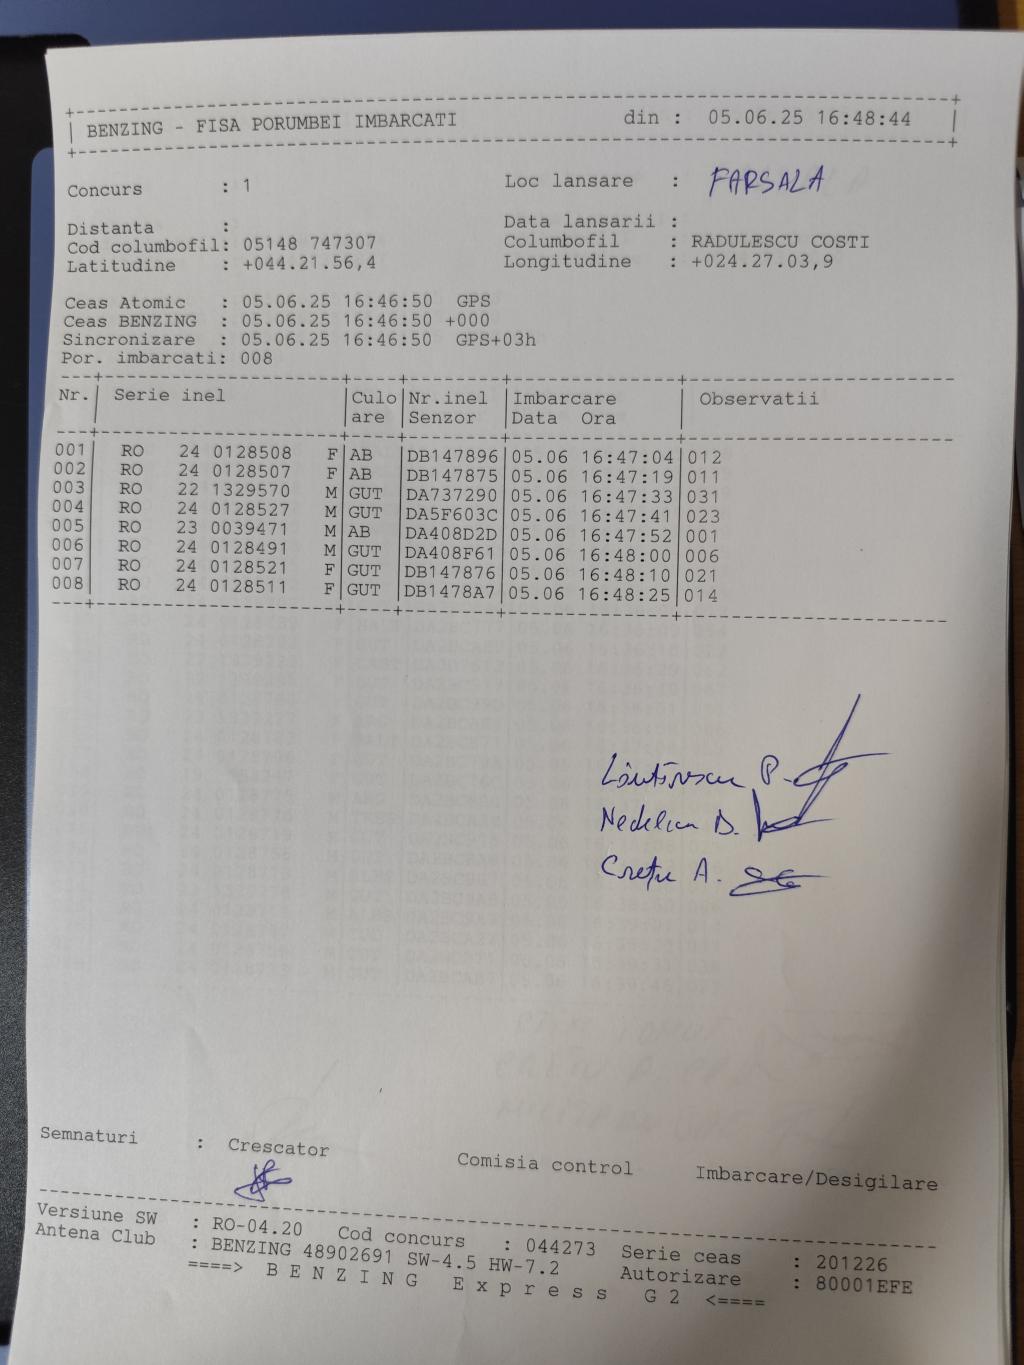 BENZING - FISA PORUMBEI IMBARCATI din : 05.06.25 16:48:44
Concurs : 1 Loc lansare : FARSALA
Distanta : Data lansarii :
Cod columbofil: 05148 747307 Columbofil : RADULESCU COSTI
Latitudine : +044.21.56,4 Longitudine : +024.27.03,9
Ceas Atomic : 05.06.25 16:46:50 GPS
Ceas BENZING : 05.06.25 16:46:50 +000
Sincronizare : 05.06.25 16:46:50 GPS+03h
Por. imbarcati: 008
Nr. Serie inel Culo Nr.inel Imbarcare Observatii
are Senzor Data Ora
001 RO 24 0128508 F AB DB147896 05.06 16:47:04 012
002 RO 24 0128507 F AB DB147875 05.06 16:47:19 011
003 RO 22 1329570 M GUT DA737290 05.06 16:47:33 031
004 RO 24 0128527 M GUT DA5F603C 05.06 16:47:41 023
005 RO 23 0039471 M AB DA408D2D 05.06 16:47:52 001
006 RO 24 0128491 M GUT DA408F61 05.06 16:48:00 006
007 RO 24 0128521 F GUT DB147876 05.06 16:48:10 021
008 RO 24 0128511 F GUT DB1478A7 05.06 16:48:25 014
P.
Nedelcu D.
Crețu A.
Semnaturi : Crescator Comisia control Imbarcare/Desigilare
Versiune SW : RO-04.20 Cod concurs : 044273 Serie ceas : 201226
Antena Club : BENZING 48902691 SW-4.5 HW-7.2 Autorizare : 80001EFE
====> B E N Z I N G E x p r e s s G 2 <====